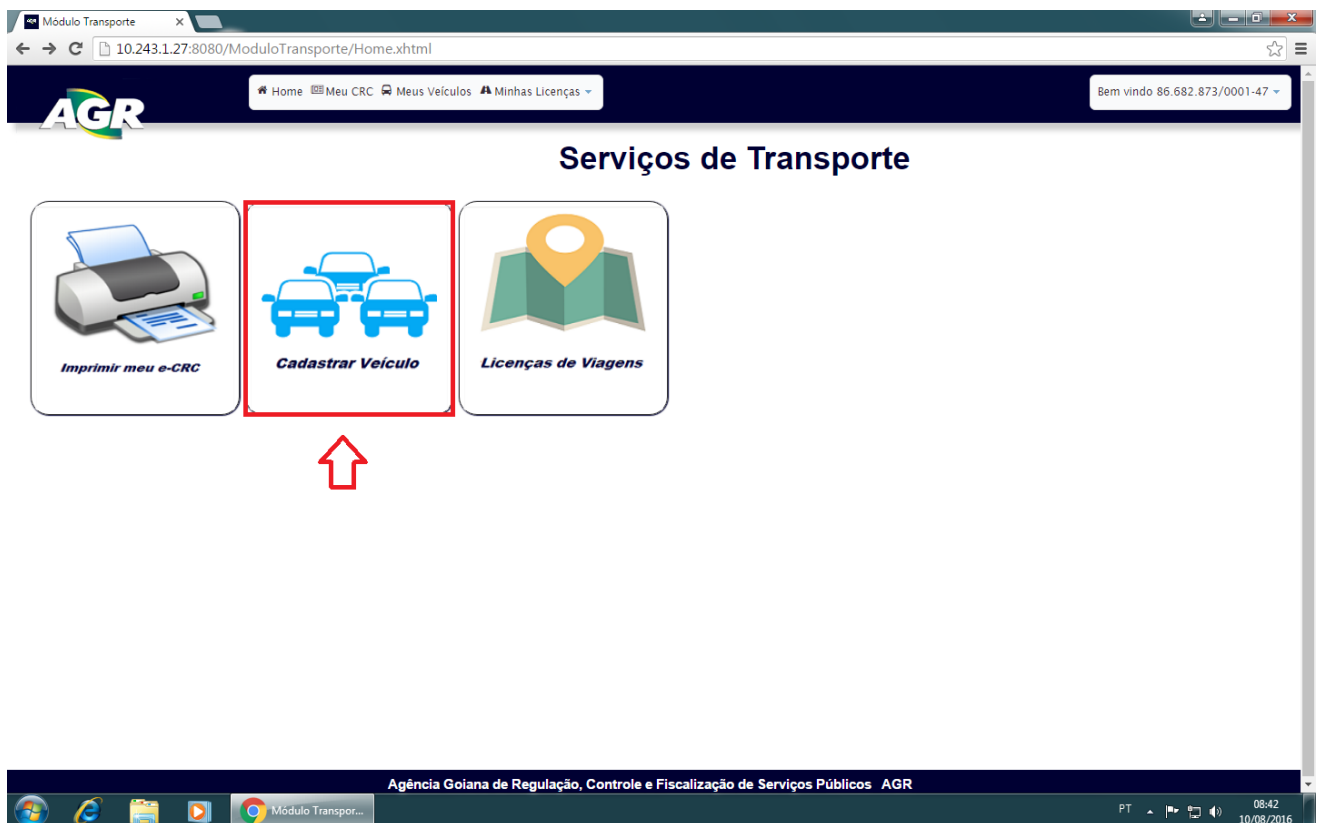 Módulo Transporte
10.243.1.27:8080/ModuloTransporte/Home.xhtml
AGR
Home Meu CRC Meus Veículos Minhas Licenças
Bem vindo 86.682.873/0001-47
Serviços de Transporte
Imprimir meu e-CRC
Cadastrar Veículo
Licenças de Viagens
Agência Goiana de Regulação, Controle e Fiscalização de Serviços Públicos AGR
Módulo Transpor...
PT
08:42
10/08/2016